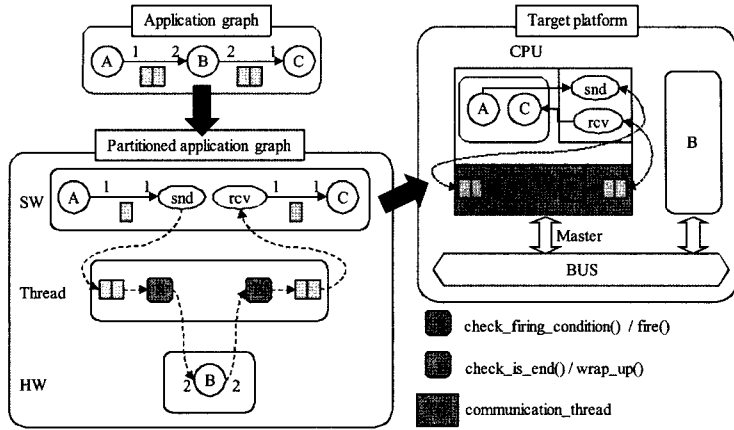 Application graph
A 1 2 B 2 1 C
Partitioned application graph
SW
A 1 1 snd rcv 1 1 C
Thread
HW
2 B 2
Target platform
CPU
A C snd
rcv
B
Master
BUS
check_firing_condition() / fire()
check_is_end() / wrap_up()
communication_thread